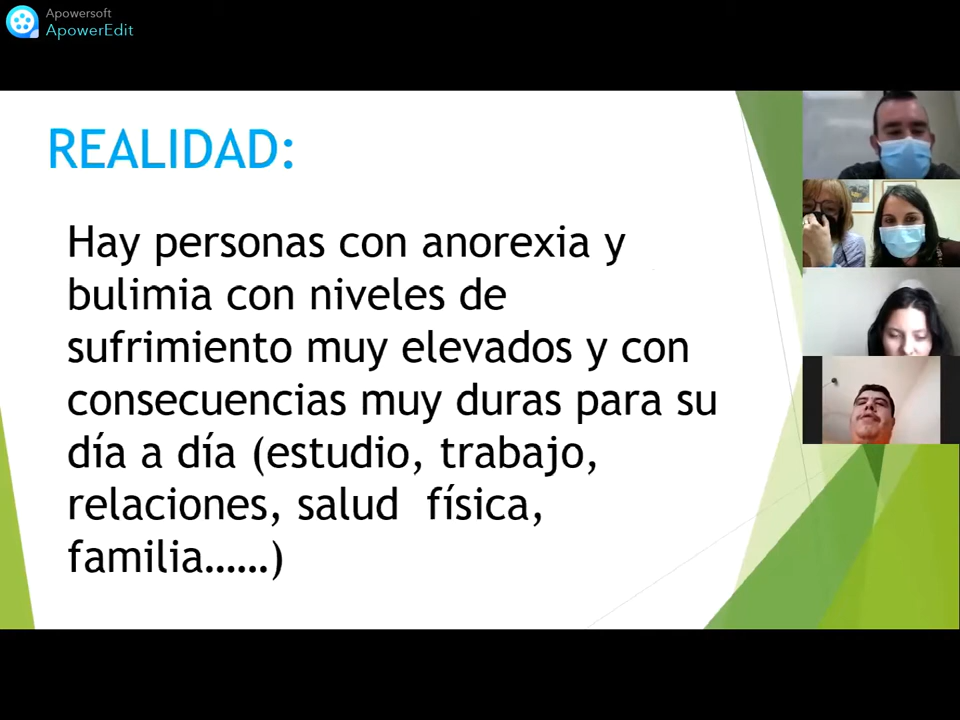 Apowersoft
ApowerEdit
REALIDAD:
Hay personas con anorexia y
bulimia con niveles de
sufrimiento muy elevados y con
consecuencias muy duras para su
día a día (estudio, trabajo,
relaciones, salud  física,
familia……)